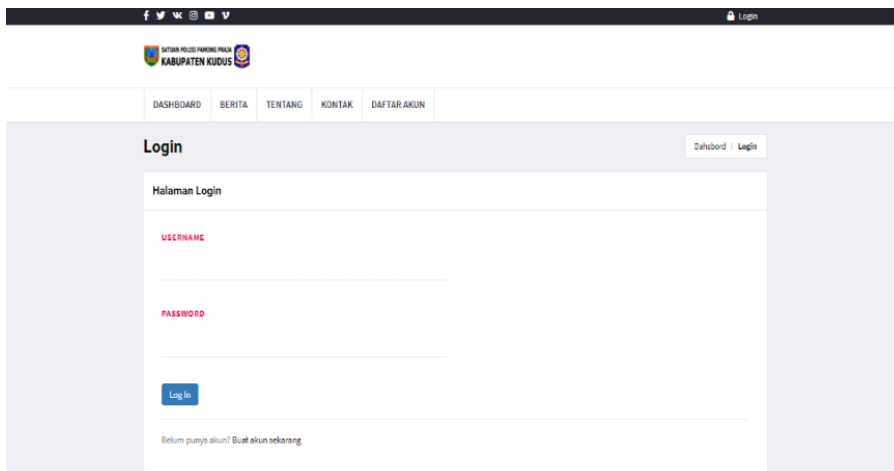 Login
SATUAN POLISI PAMONG PRAJA
KABUPATEN KUDUS
DASHBOARD BERITA TENTANG KONTAK DAFTAR AKUN
Login
Dahsbord / Login
Halaman Login
USERNAME
PASSWORD
Log In
Belum punya akun? Buat akun sekarang